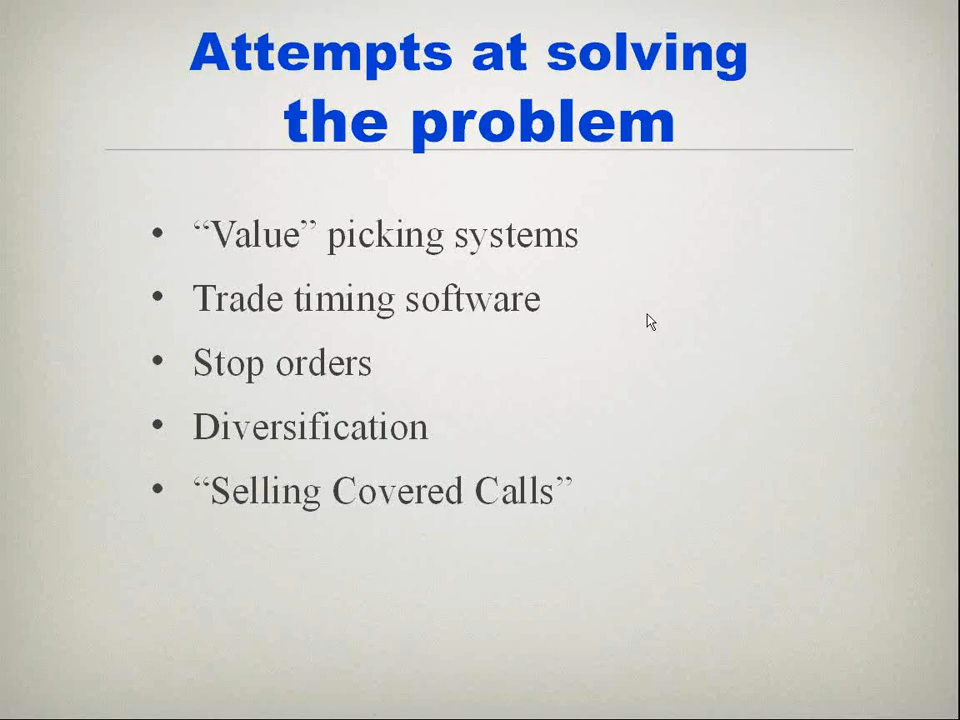 Attempts at solving
the problem
• “Value” picking systems
• Trade timing software
• Stop orders
• Diversification
• “Selling Covered Calls”